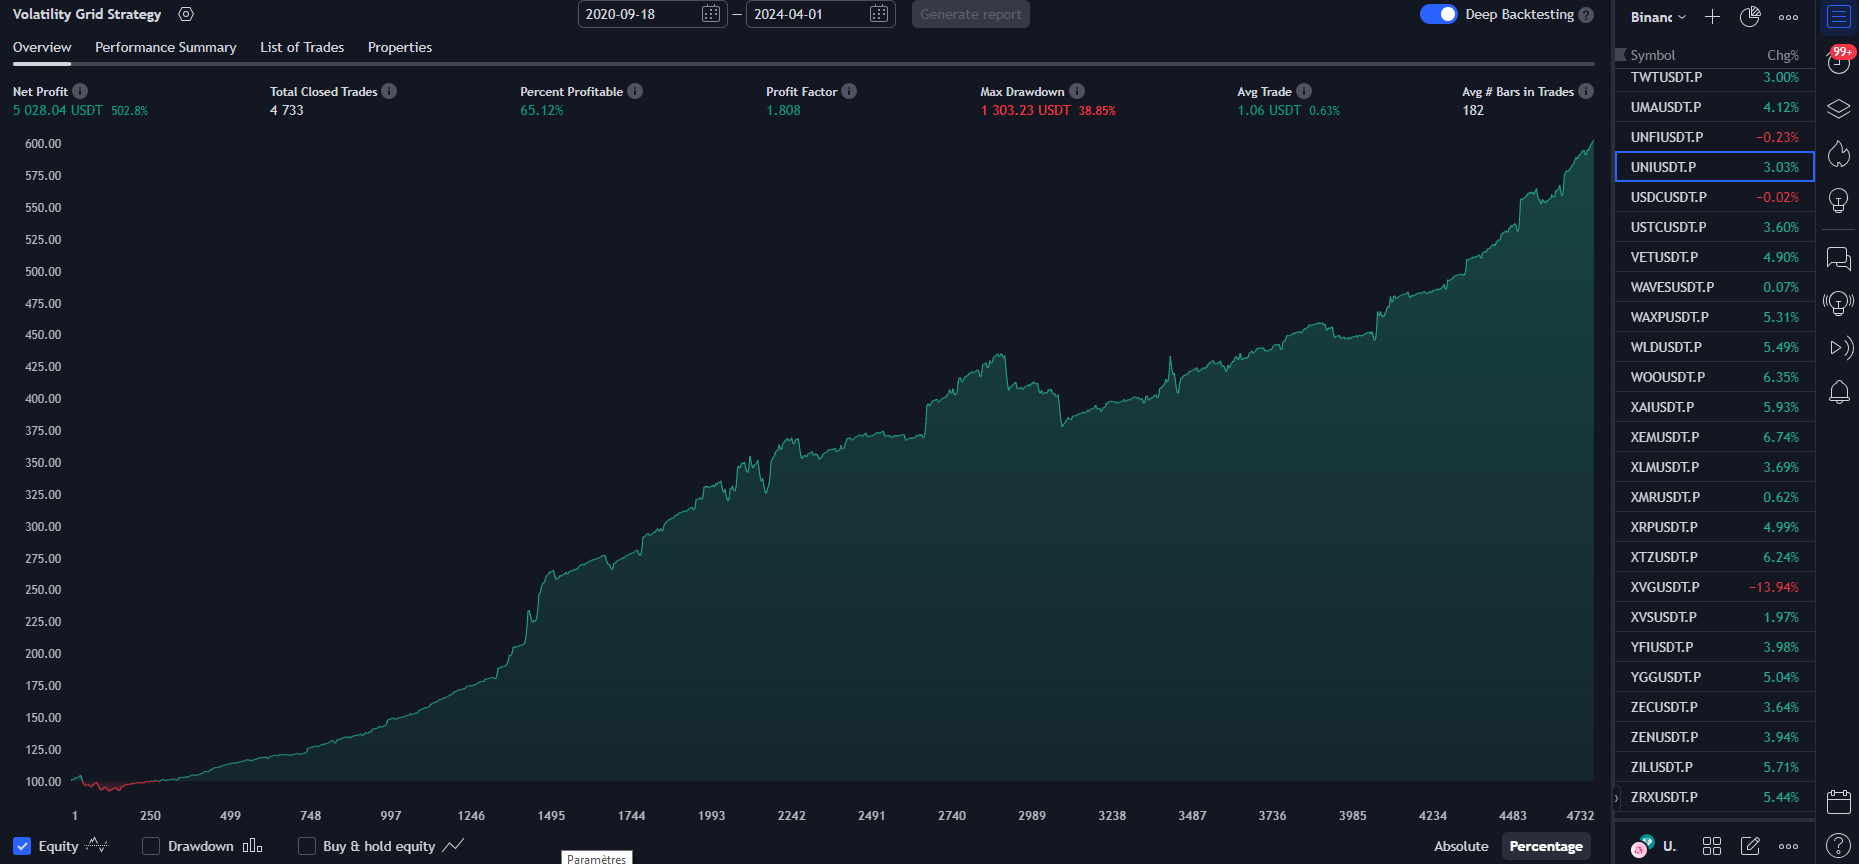 Volatility Grid Strategy
2020-09-18 — 2024-04-01
Generate report
Deep Backtesting
Overview Performance Summary List of Trades Properties
Net Profit Total Closed Trades Percent Profitable Profit Factor Max Drawdown Avg Trade Avg # Bars in Trades
5 028.04 USDT 502.8% 4 733 65.12% 1.808 1 303.23 USDT 38.85% 1.06 USDT 0.63% 182
600.00
575.00
550.00
525.00
500.00
475.00
450.00
425.00
400.00
375.00
350.00
325.00
300.00
275.00
250.00
225.00
200.00
175.00
150.00
125.00
100.00
1 250 499 748 997 1246 1495 1744 1993 2242 2491 2740 2989 3238 3487 3736 3985 4234 4483 4732
Equity Drawdown Buy & hold equity
Paramètres
Absolute Percentage
Binanc
99+
Symbol Chg%
TWTUSDT.P 3.00%
UMAUSDT.P 4.12%
UNFIUSDT.P −0.23%
UNIUSDT.P 3.03%
USDCUSDT.P −0.02%
USTCUSDT.P 3.60%
VETUSDT.P 4.90%
WAVESUSDT.P 0.07%
WAXPUSDT.P 5.31%
WLDUSDT.P 5.49%
WOOUSDT.P 6.35%
XAIUSDT.P 5.93%
XEMUSDT.P 6.74%
XLMUSDT.P 3.69%
XMRUSDT.P 0.62%
XRPUSDT.P 4.99%
XTZUSDT.P 6.24%
XVGUSDT.P −13.94%
XVSUSDT.P 1.97%
YFIUSDT.P 3.98%
YGGUSDT.P 5.04%
ZECUSDT.P 3.64%
ZENUSDT.P 3.94%
ZILUSDT.P 5.71%
ZRXUSDT.P 5.44%
U..